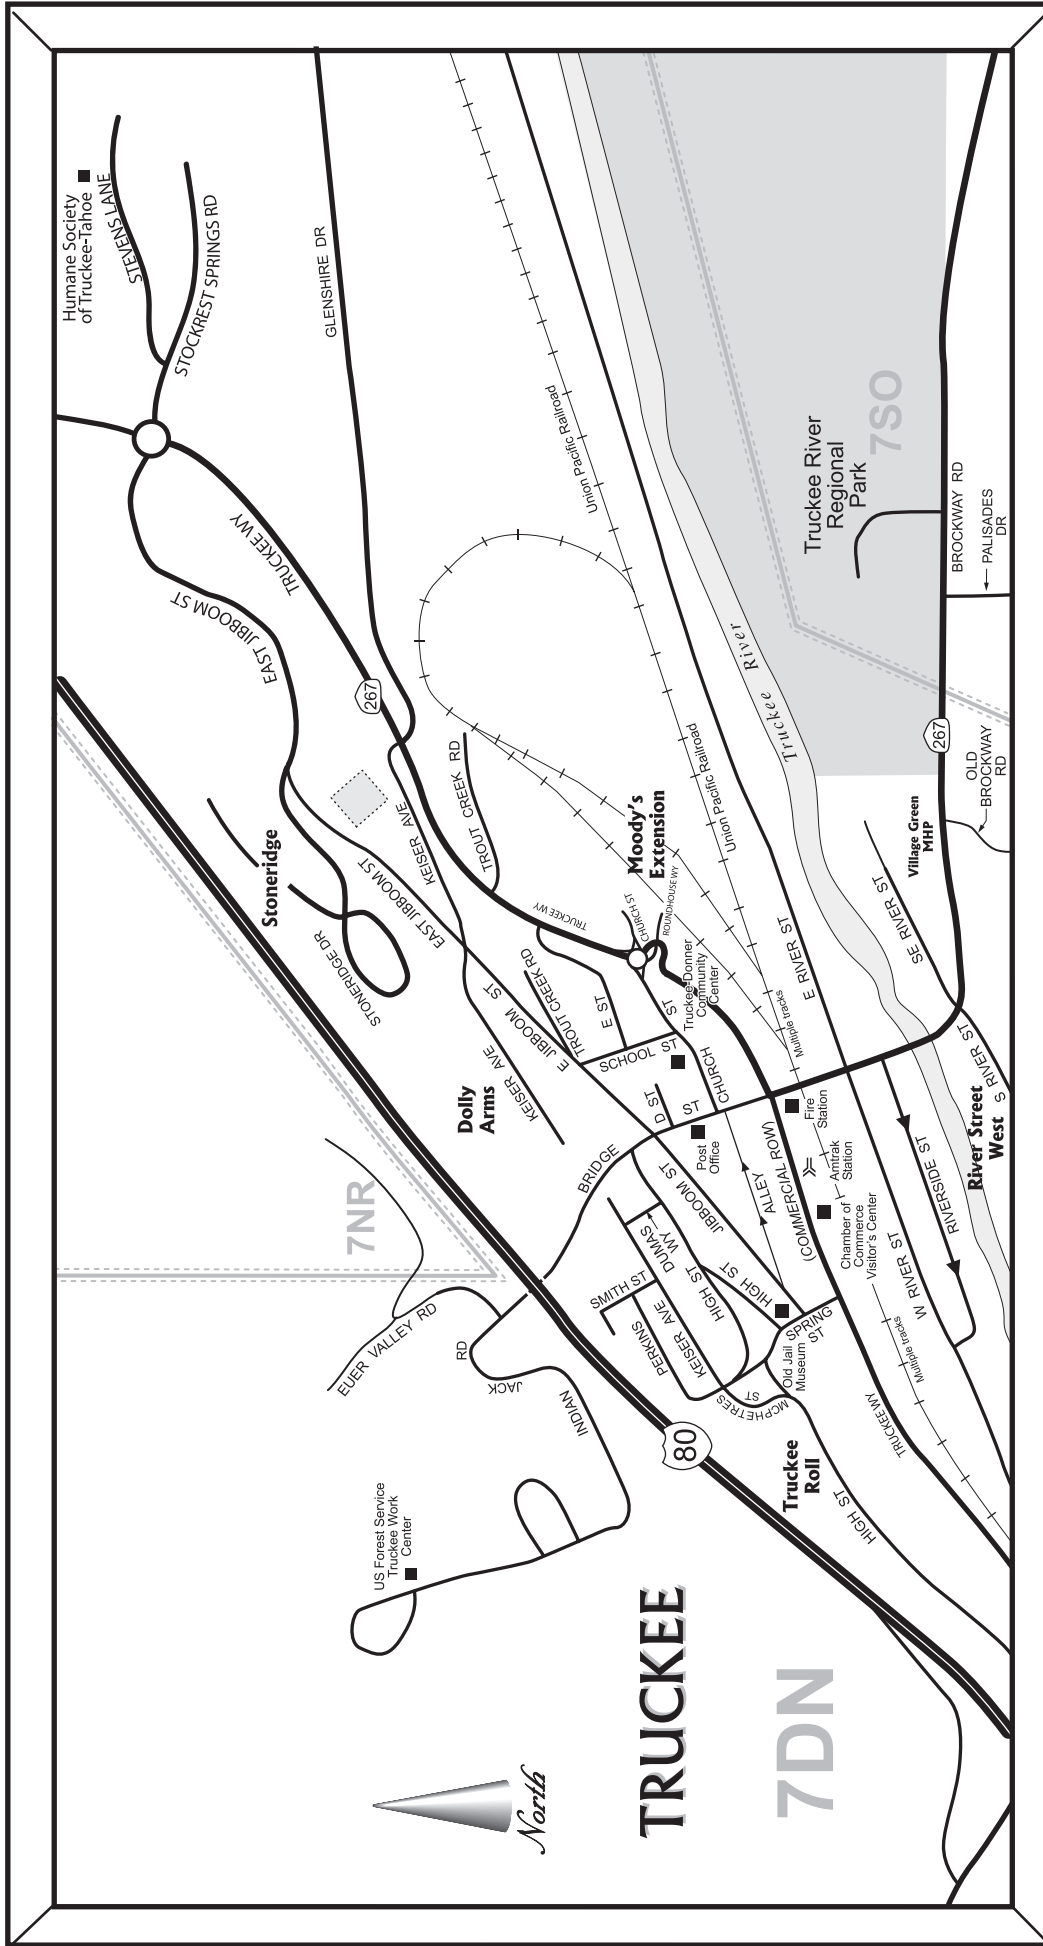 Humane Society
of Truckee-Tahoe
STEVENS LANE
STOCKREST SPRINGS RD
GLENSHIRE DR
TRUCKEE WY
EAST JIBBOOM ST
267
Union Pacific Railroad
Truckee River
Regional
Park
7SO
BROCKWAY RD
PALISADES
DR
Truckee River
267
OLD
BROCKWAY
RD
Village Green
MHP
SE RIVER ST
Stoneridge
STONERIDGE DR
KEISER AVE
EAST JIBBOOM ST
TROUT CREEK RD
Moody's
Extension
Union Pacific Railroad
TRUCKEE WY
CHURCH ST
ROUNDHOUSE WY
Truckee-Donner
Community
Center
E RIVER ST
Multiple tracks
S RIVER ST
River Street
West
RIVERSIDE ST
Dolly
Arms
KEISER AVE
E JIBBOOM ST
TROUT CREEK RD
E ST
SCHOOL ST
CHURCH ST
D ST
BRIDGE ST
Post
Office
Fire
Station
Amtrak
Station
ALLEY
(COMMERCIAL ROW)
Chamber of
Commerce
Visitor's Center
W RIVER ST
Multiple tracks
7NR
EUER VALLEY RD
INDIAN JACK RD
JIBBOOM ST
DUMAS
WY
HIGH ST
HIGH ST
SMITH ST
PERKINS
KEISER AVE
SPRING
ST
Old Jail
Museum
MCPHETRES
ST
80
Truckee
Roll
TRUCKEE WY
HIGH ST
US Forest Service
Truckee Work
Center
TRUCKEE
7DN
North